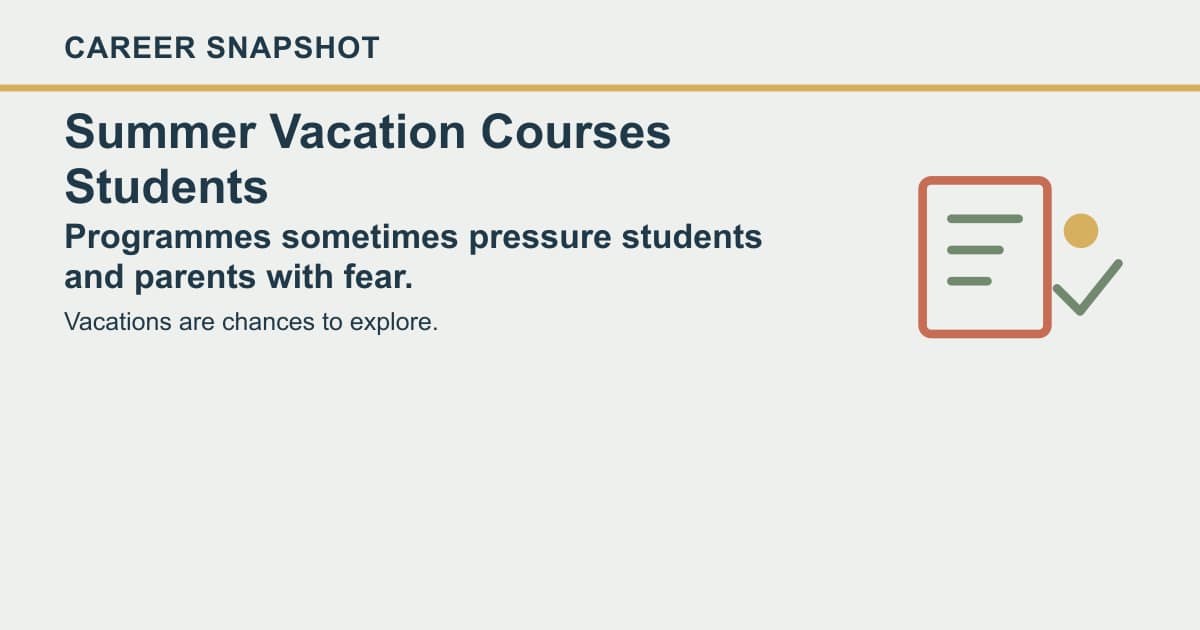 CAREER SNAPSHOT
Summer Vacation Courses
Students
Programmes sometimes pressure students
and parents with fear.
Vacations are chances to explore.